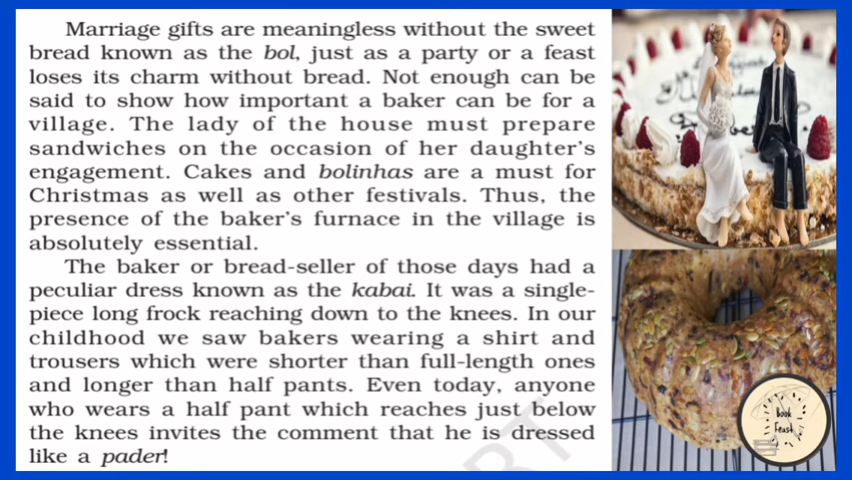 Marriage gifts are meaningless without the sweet
bread known as the bol, just as a party or a feast
loses its charm without bread. Not enough can be
said to show how important a baker can be for a
village. The lady of the house must prepare
sandwiches on the occasion of her daughter's
engagement. Cakes and bolinhas are a must for
Christmas as well as other festivals. Thus, the
presence of the baker's furnace in the village is
absolutely essential.
The baker or bread-seller of those days had a
peculiar dress known as the kabai. It was a single-
piece long frock reaching down to the knees. In our
childhood we saw bakers wearing a shirt and
trousers which were shorter than full-length ones
and longer than half pants. Even today, anyone
who wears a half pant which reaches just below
the knees invites the comment that he is dressed
like a pader!
Book
Feast